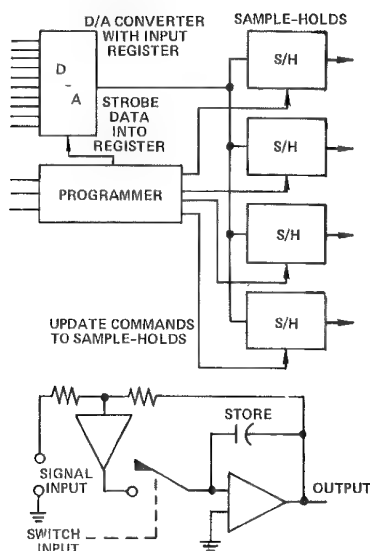 D/A CONVERTER
WITH INPUT
REGISTER
SAMPLE-HOLDS
D
-
A
S/H
STROBE
DATA
INTO
REGISTER
S/H
PROGRAMMER
S/H
S/H
UPDATE COMMANDS
TO SAMPLE-HOLDS
STORE
SIGNAL
INPUT
OUTPUT
SWITCH
INPUT